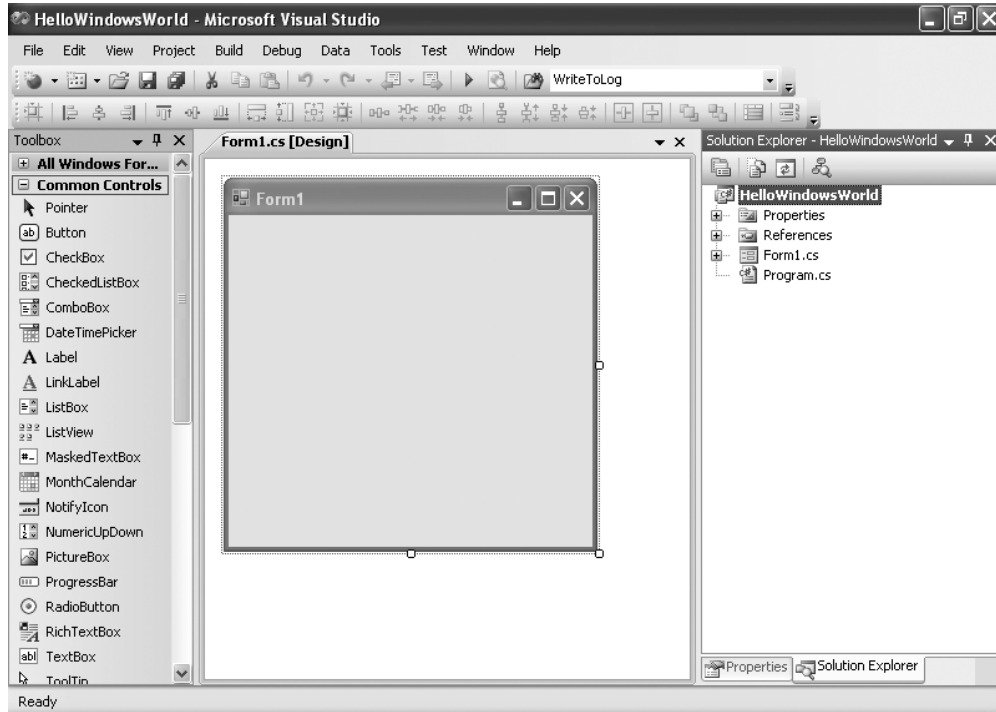 HelloWindowsWorld - Microsoft Visual Studio
File Edit View Project Build Debug Data Tools Test Window Help
WriteToLog
Toolbox
All Windows For...
Common Controls
Pointer
Button
CheckBox
CheckedListBox
ComboBox
DateTimePicker
Label
LinkLabel
ListBox
ListView
MaskedTextBox
MonthCalendar
NotifyIcon
NumericUpDown
PictureBox
ProgressBar
RadioButton
RichTextBox
TextBox
ToolTip
Form1.cs [Design]
Form1
Solution Explorer - HelloWindowsWorld
HelloWindowsWorld
Properties
References
Form1.cs
Program.cs
Properties Solution Explorer
Ready